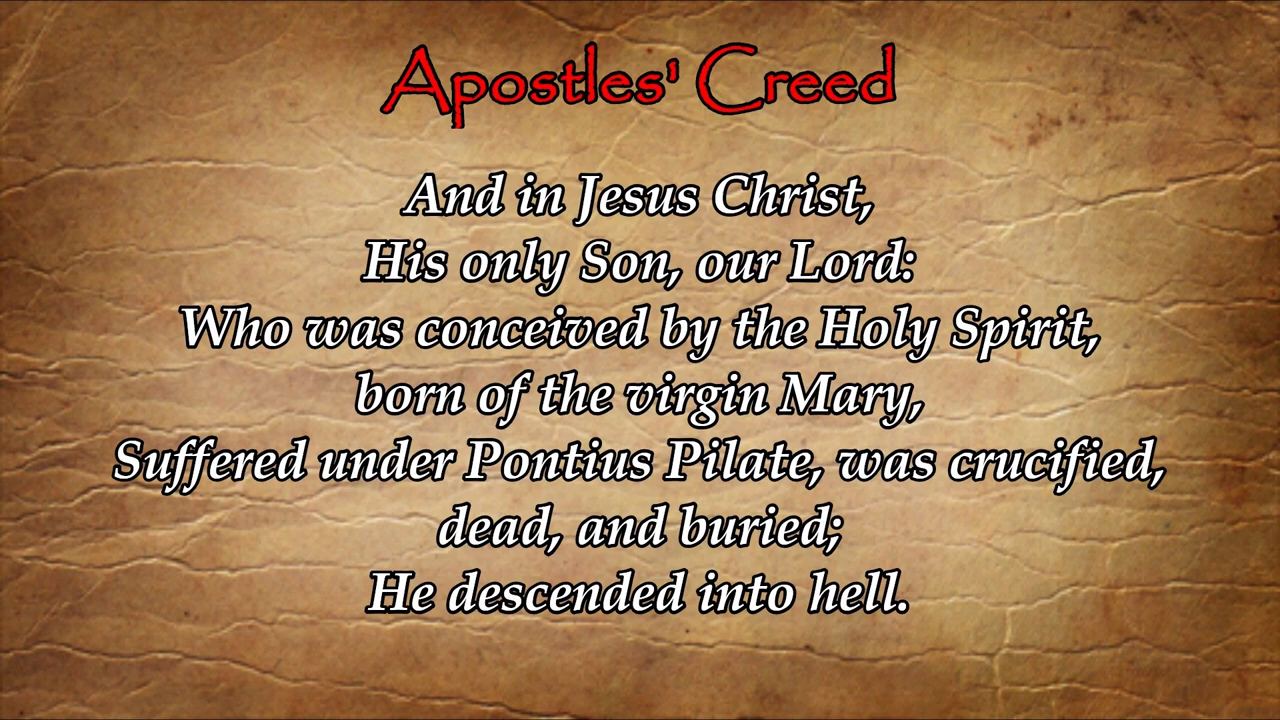 Apostles' Creed
And in Jesus Christ,
His only Son, our Lord:
Who was conceived by the Holy Spirit,
born of the virgin Mary,
Suffered under Pontius Pilate, was crucified,
dead, and buried;
He descended into hell.